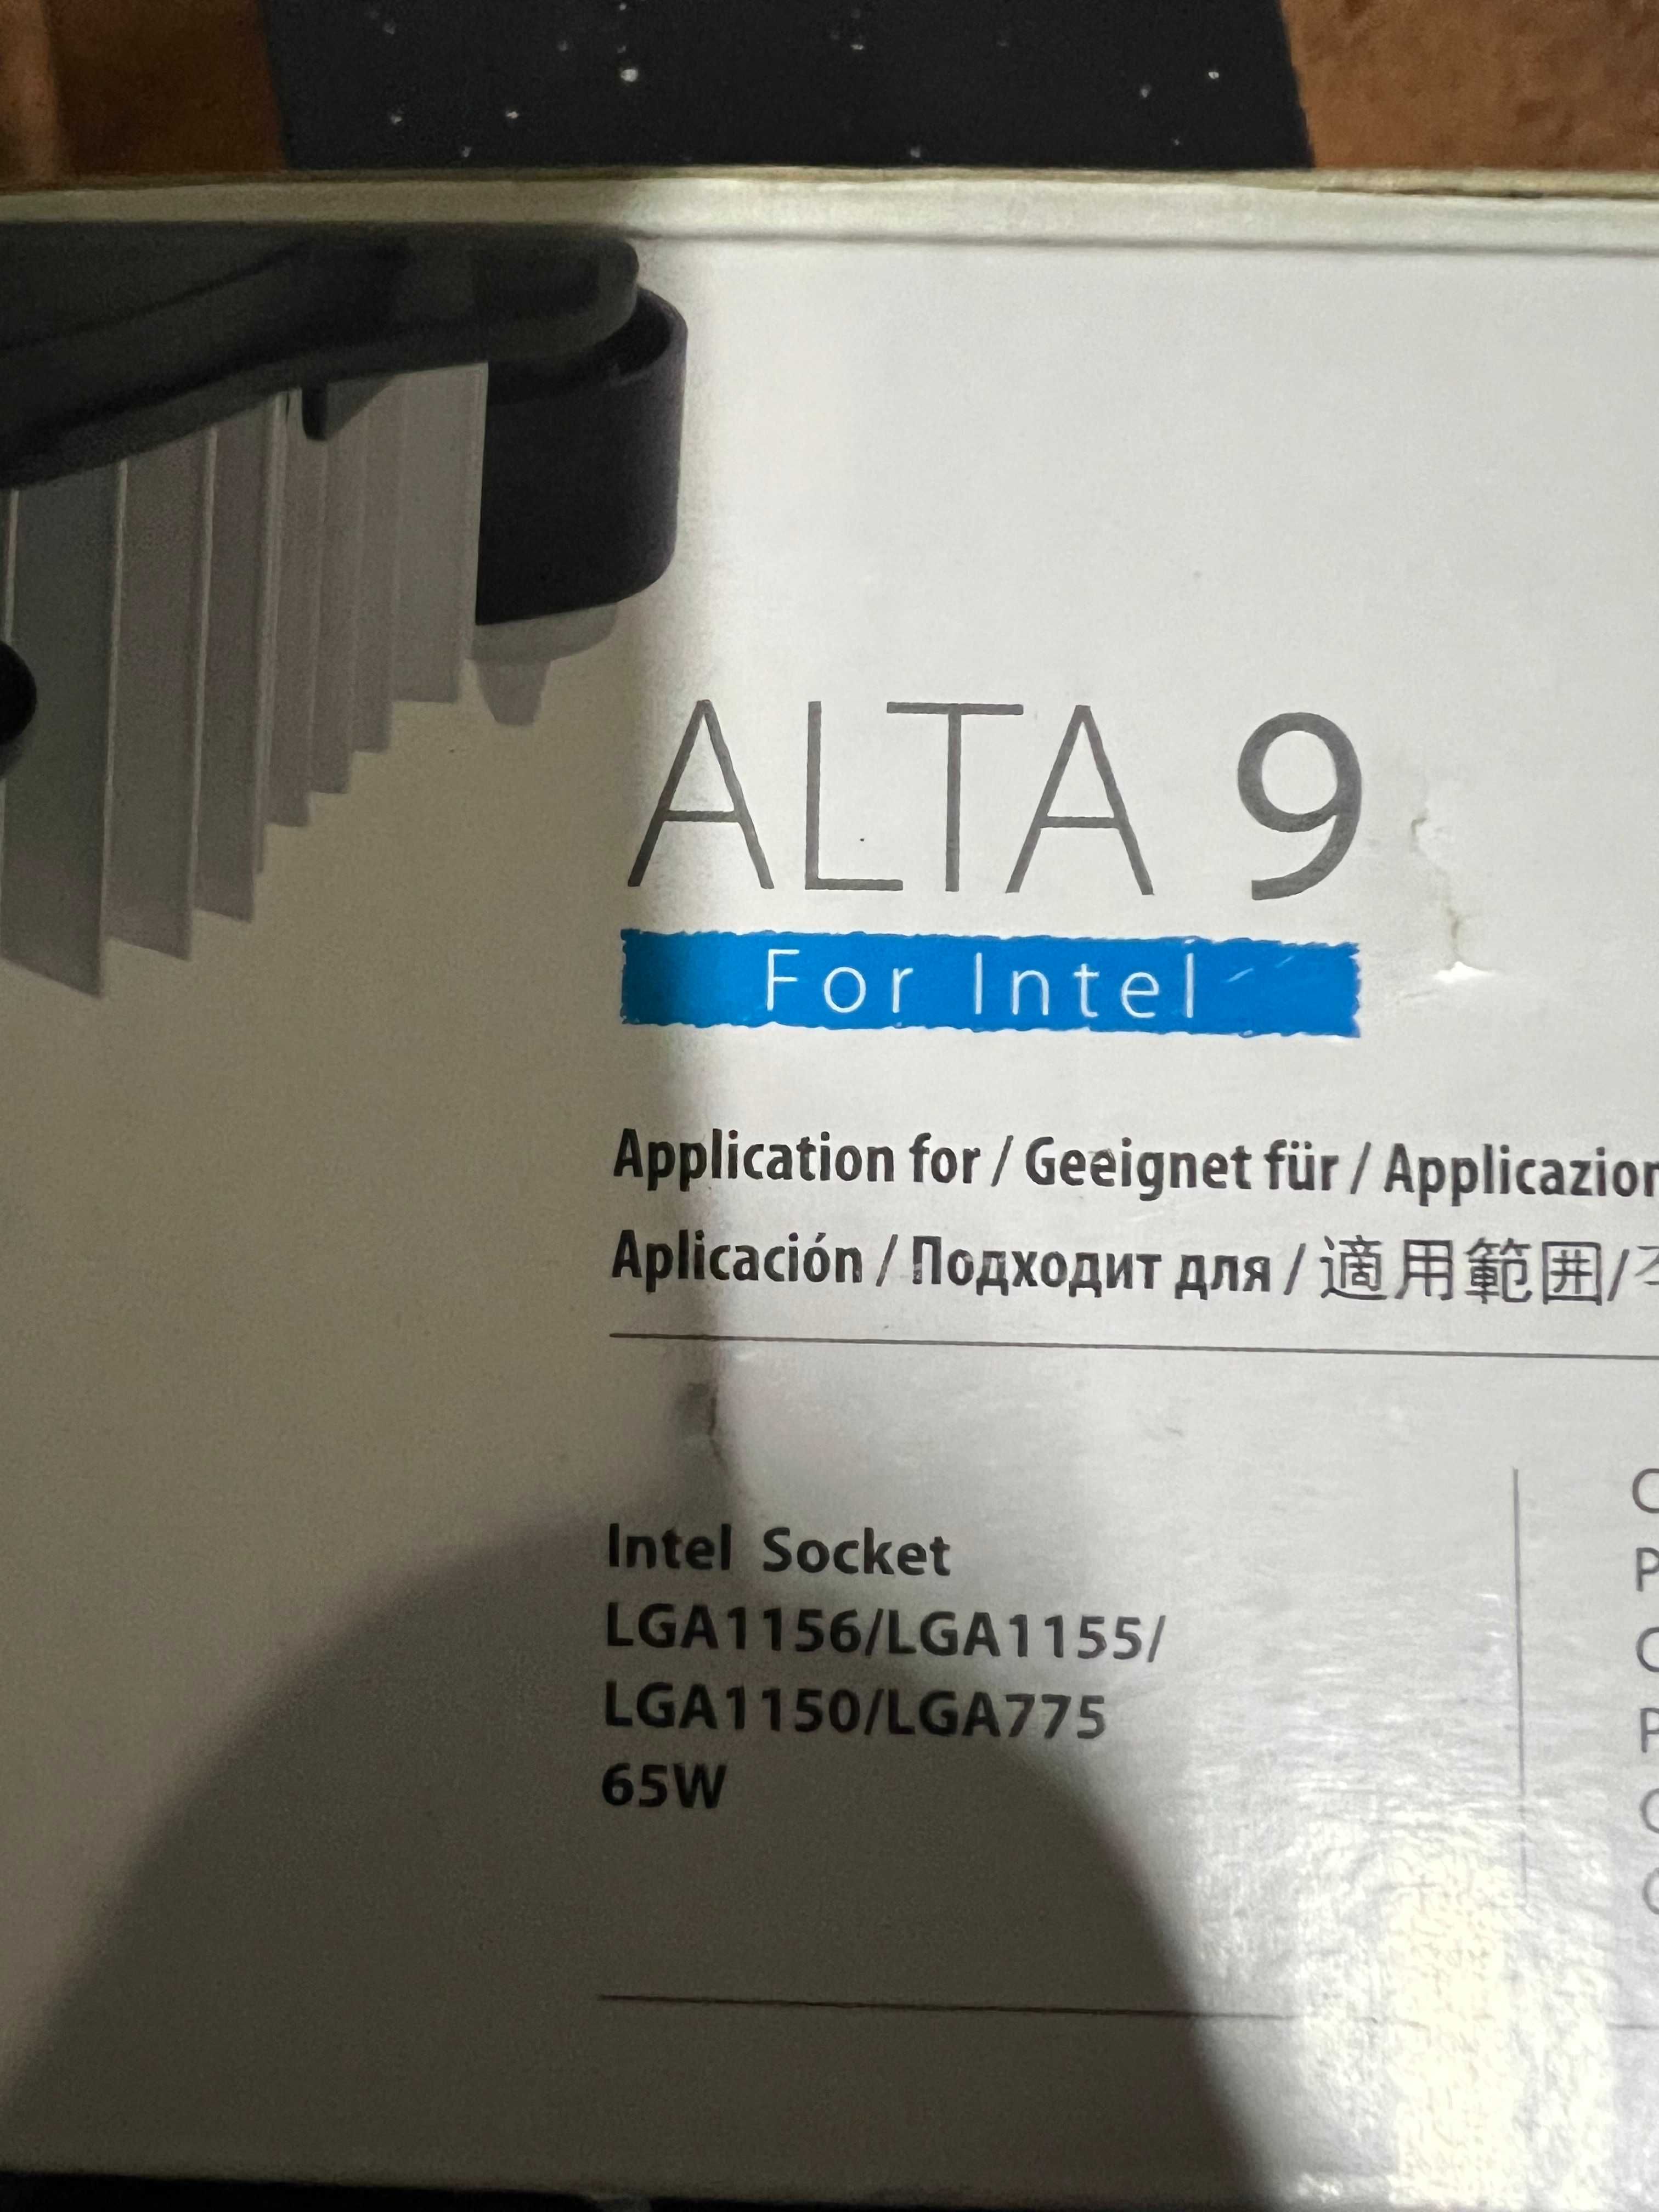 ALTA 9
For Intel
Application for / Geeignet für / Applicazion
Aplicación / Подходит для / 適用範囲/
Intel Socket
LGA1156/LGA1155/
LGA1150/LGA775
65W